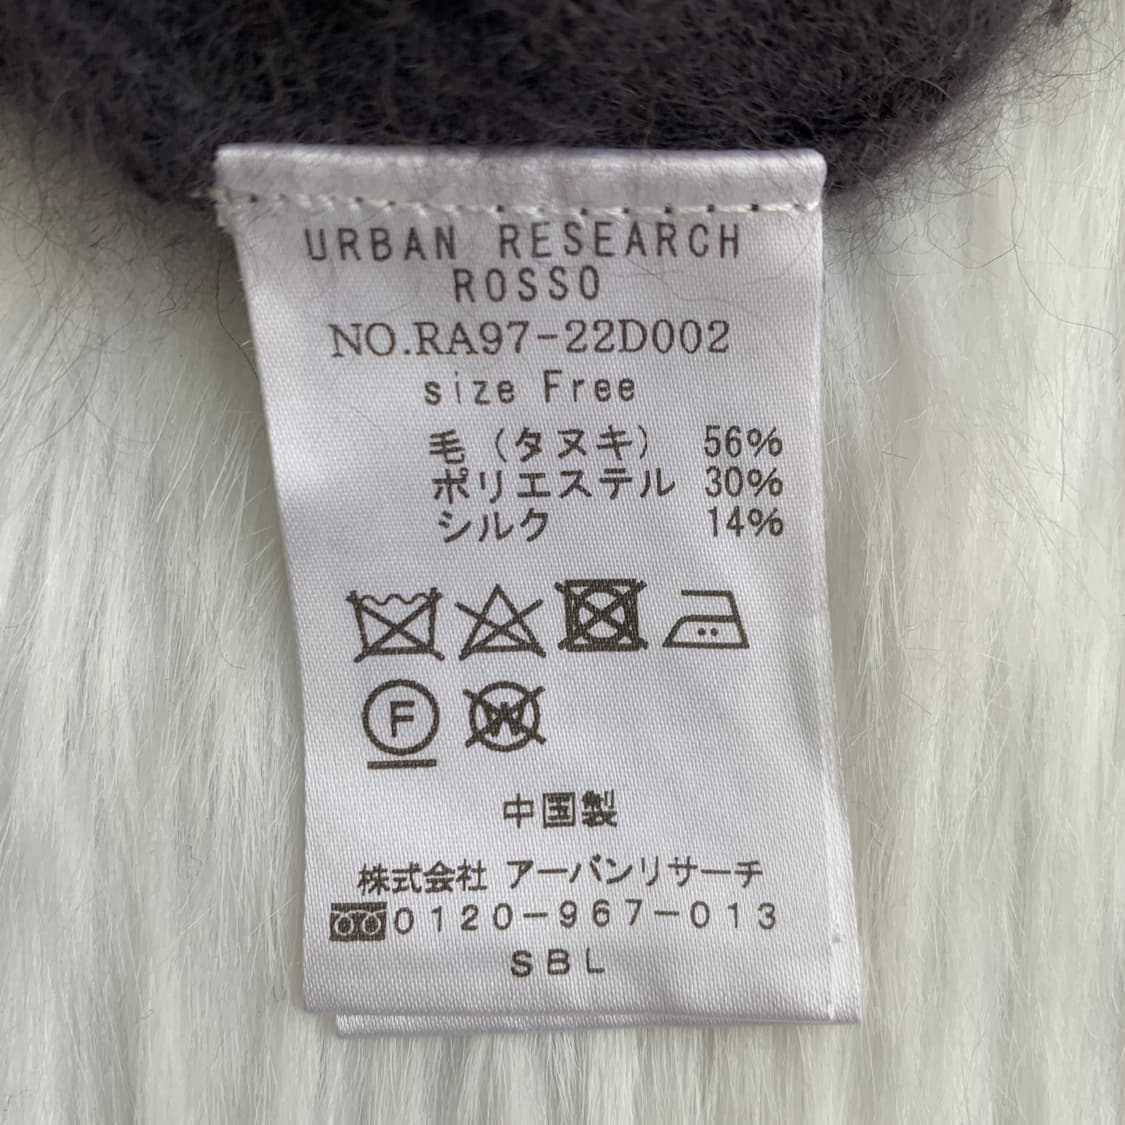 URBAN RESEARCH
ROSSO
NO.RA97-22D002
size Free
毛（タヌキ） 56%
ポリエステル 30%
シルク 14%
F W
中国製
株式会社 アーバンリサーチ
0120-967-013
SBL